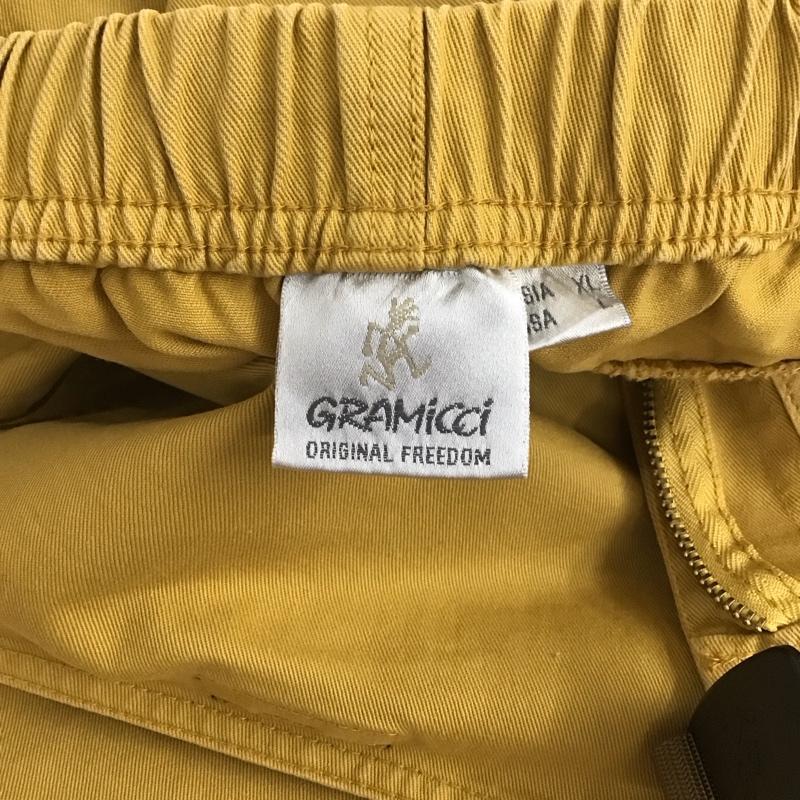 GRAMiCCi
ORIGINAL FREEDOM
SIA XL
SA L